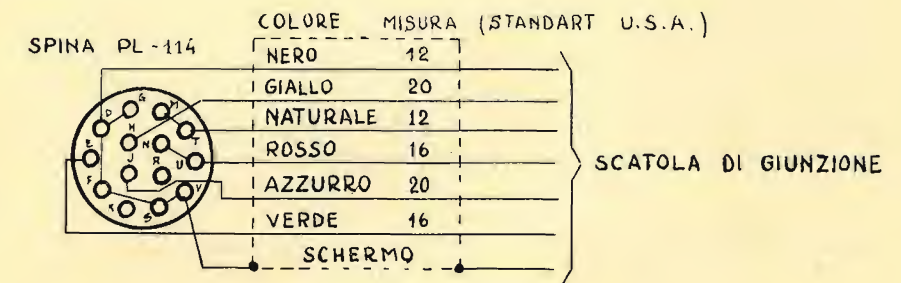 COLORE MISURA (STANDART U.S.A.)
SPINA PL-114
NERO 12
GIALLO 20
NATURALE 12
ROSSO 16
AZZURRO 20
VERDE 16
SCHERMO
SCATOLA DI GIUNZIONE
G M
D H T
E N
J R U
F V
K S